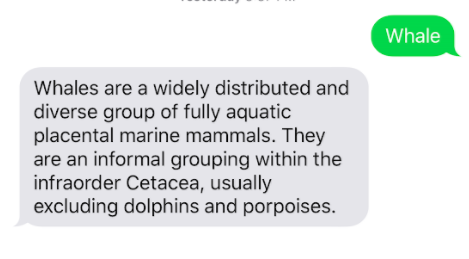 Whale
Whales are a widely distributed and
diverse group of fully aquatic
placental marine mammals. They
are an informal grouping within the
infraorder Cetacea, usually
excluding dolphins and porpoises.